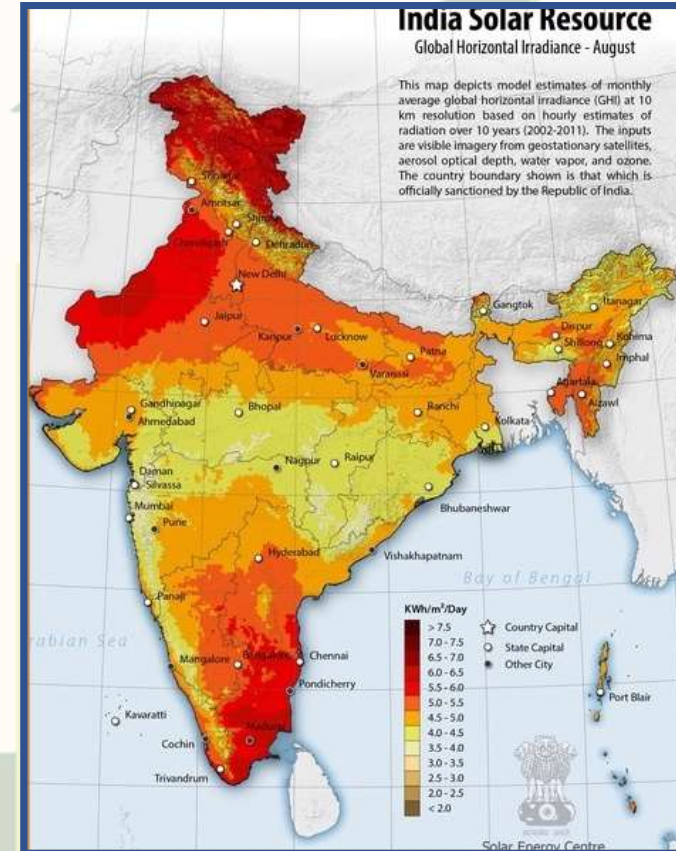 India Solar Resource
Global Horizontal Irradiance - August
This map depicts model estimates of monthly
average global horizontal irradiance (GHI) at 10
km resolution based on hourly estimates of
radiation over 10 years (2002-2011). The inputs
are visible imagery from geostationary satellites,
aerosol optical depth, water vapor, and ozone.
The country boundary shown is that which is
officially sanctioned by the Republic of India.
Srinagar
Amritsar
Shimla
Chandigarh
Dehradun
New Delhi
Jaipur
Kanpur
Lucknow
Gangtok
Itanagar
Dispur
Shillong
Kohima
Imphal
Patna
Varanasi
Agartala
Aizawl
Gandhinagar
Ahmedabad
Bhopal
Ranchi
Kolkata
Nagpur
Raipur
Daman
Silvassa
Bhubaneshwar
Mumbai
Pune
Hyderabad
Vishakhapatnam
Bay of Bengal
Panaji
rabian Sea
Mangalore
Chennai
Pondicherry
Kavaratti
Cochin
Madurai
Trivandrum
Port Blair
KWh/m²/Day
> 7.5
7.0 - 7.5
6.5 - 7.0
6.0 - 6.5
5.5 - 6.0
5.0 - 5.5
4.5 - 5.0
4.0 - 4.5
3.5 - 4.0
3.0 - 3.5
2.5 - 3.0
2.0 - 2.5
< 2.0
Country Capital
State Capital
Other City
Solar Energy Centre